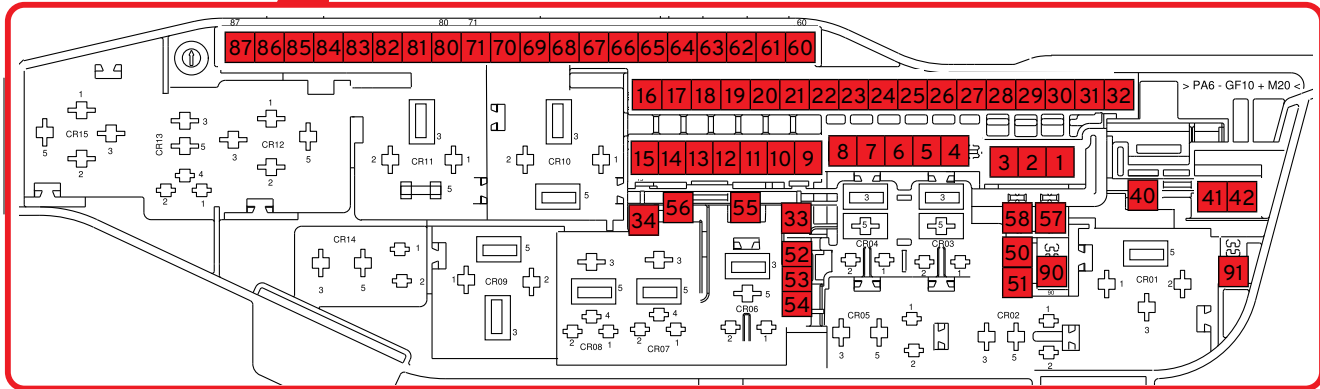 87 80 71 60
87 86 85 84 83 82 81 80 71 70 69 68 67 66 65 64 63 62 61 60
16 17 18 19 20 21 22 23 24 25 26 27 28 29 30 31 32
> PA6 - GF10 + M20 <
15 14 13 12 11 10 9
8 7 6 5 4
3 2 1
1 CR15 5 3 2
CR13 3 5 4 2 1
1 CR12 3 5 2
3 2 CR11 1 5
3 2 CR10 1 5
34 56 55 33
3 5 CR04 2 1
3 5 CR03 2 1
58 57
40 41 42
52
53
54
50
51
90
90
91
CR14 1 3 5 2
5 1 CR09 2 3
3 5 4 2 1 CR08
3 5 4 2 1 CR07
3 5 CR06 2 1
CR05 1 3 5 2
CR02 1 3 5 2
5 CR01 1 2 3